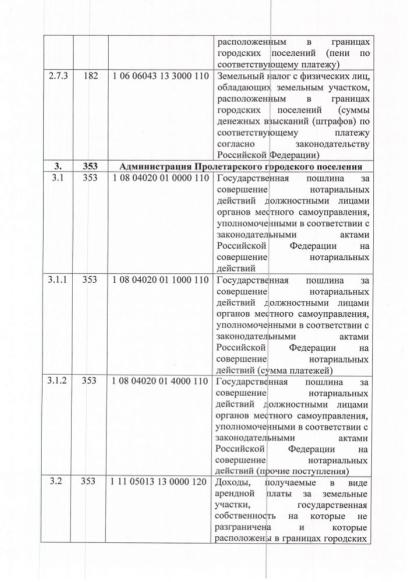 расположенным в границах
городских поселений (пени по
соответствующему платежу)
2.7.3 182 1 06 06043 13 3000 110 Земельный налог с физических лиц,
обладающих земельным участком,
расположенным в границах
городских поселений (суммы
денежных взысканий (штрафов) по
соответствующему платежу
согласно законодательству
Российской Федерации)
3. 353 Администрация Пролетарского городского поселения
3.1 353 1 08 04020 01 0000 110 Государственная пошлина за
совершение нотариальных
действий должностными лицами
органов местного самоуправления,
уполномоченными в соответствии с
законодательными актами
Российской Федерации на
совершение нотариальных
действий
3.1.1 353 1 08 04020 01 1000 110 Государственная пошлина за
совершение нотариальных
действий должностными лицами
органов местного самоуправления,
уполномоченными в соответствии с
законодательными актами
Российской Федерации на
совершение нотариальных
действий (сумма платежей)
3.1.2 353 1 08 04020 01 4000 110 Государственная пошлина за
совершение нотариальных
действий должностными лицами
органов местного самоуправления,
уполномоченными в соответствии с
законодательными актами
Российской Федерации на
совершение нотариальных
действий (прочие поступления)
3.2 353 1 11 05013 13 0000 120 Доходы, получаемые в виде
арендной платы за земельные
участки, государственная
собственность на которые не
разграничена и которые
расположены в границах городских